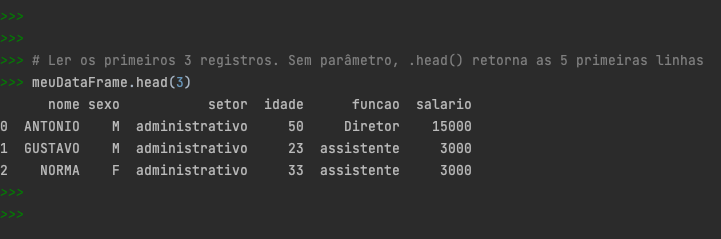 >>>
>>>
>>> # Ler os primeiros 3 registros. Sem parâmetro, .head() retorna as 5 primeiras linhas
>>> meuDataFrame.head(3)
      nome sexo           setor  idade      funcao  salario
0  ANTONIO    M  administrativo     50     Diretor    15000
1  GUSTAVO    M  administrativo     23  assistente     3000
2    NORMA    F  administrativo     33  assistente     3000
>>>
>>>